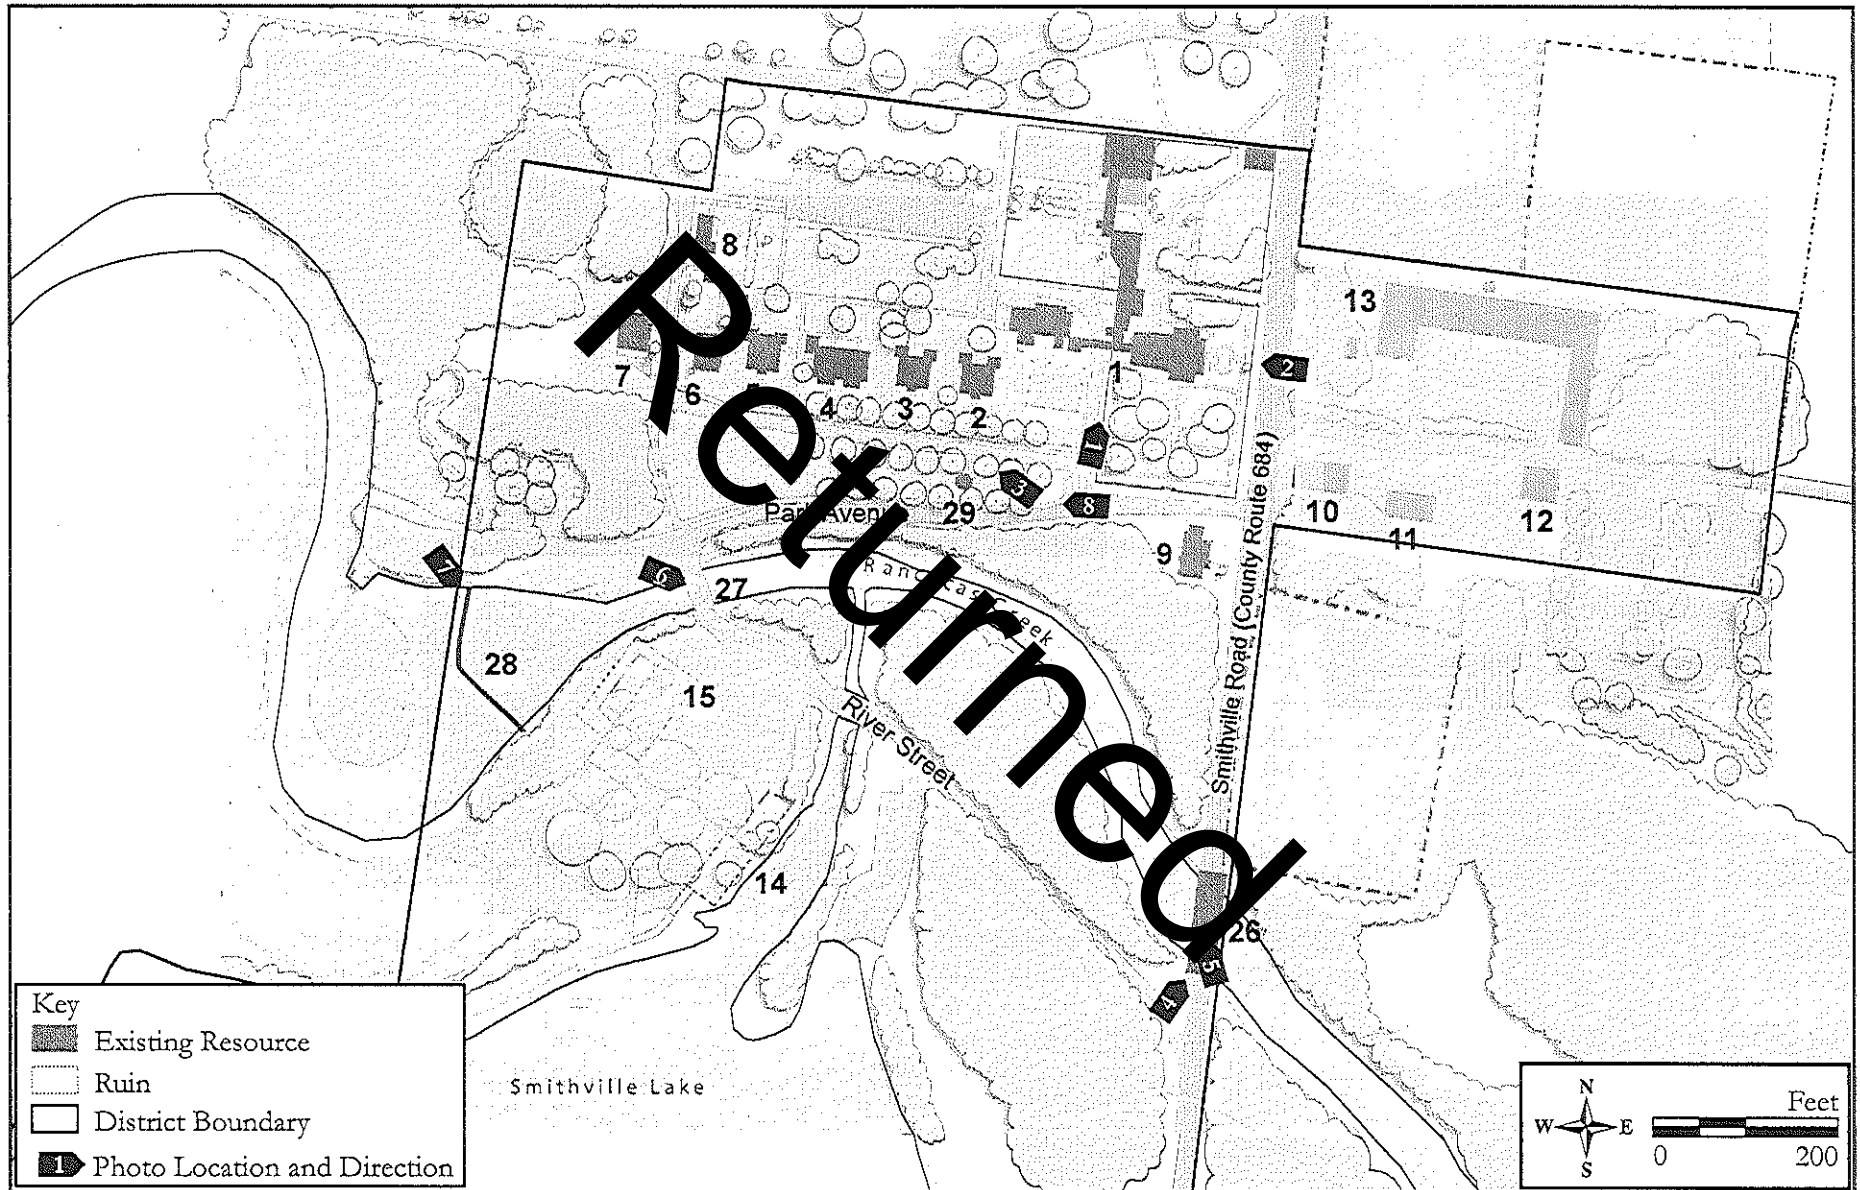 8
13
7
6
4
3
2
1
2
1
3
8
29
Park Avenue
10
11
12
9
7
6
27
Rancocas Creek
28
15
River Street
Smithville Road (County Route 684)
14
26
5
4
Returned
Smithville Lake
Key
Existing Resource
Ruin
District Boundary
1 Photo Location and Direction
N
W E
S
Feet
0 200